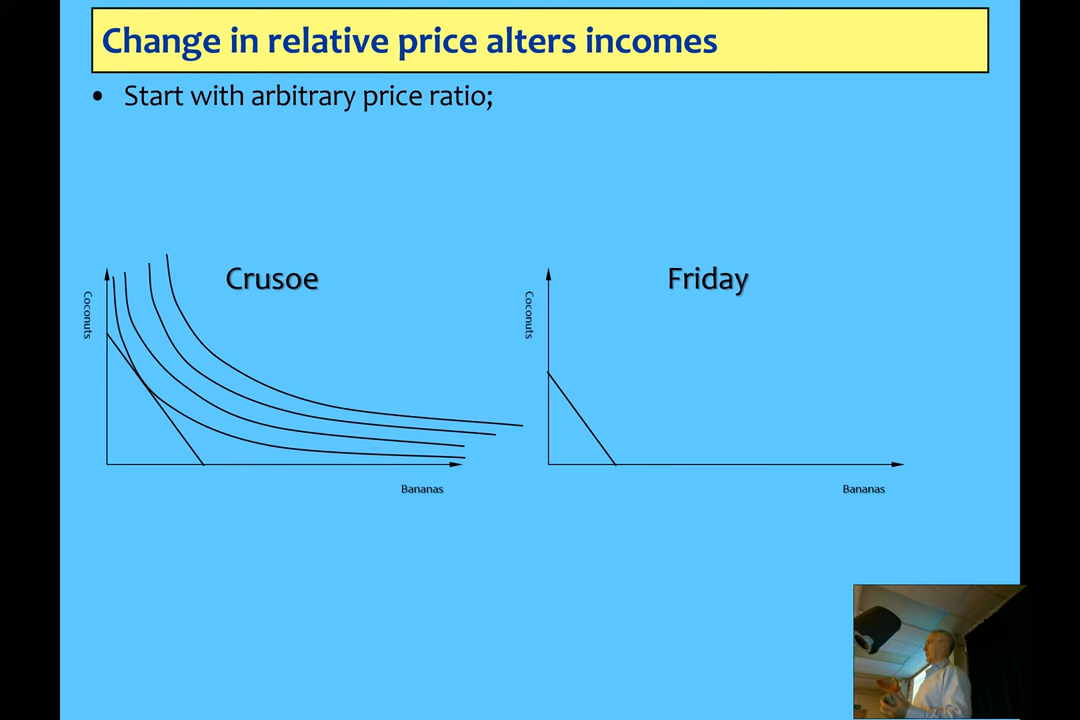 Change in relative price alters incomes
• Start with arbitrary price ratio;
Crusoe
Friday
Coconuts
Coconuts
Bananas
Bananas